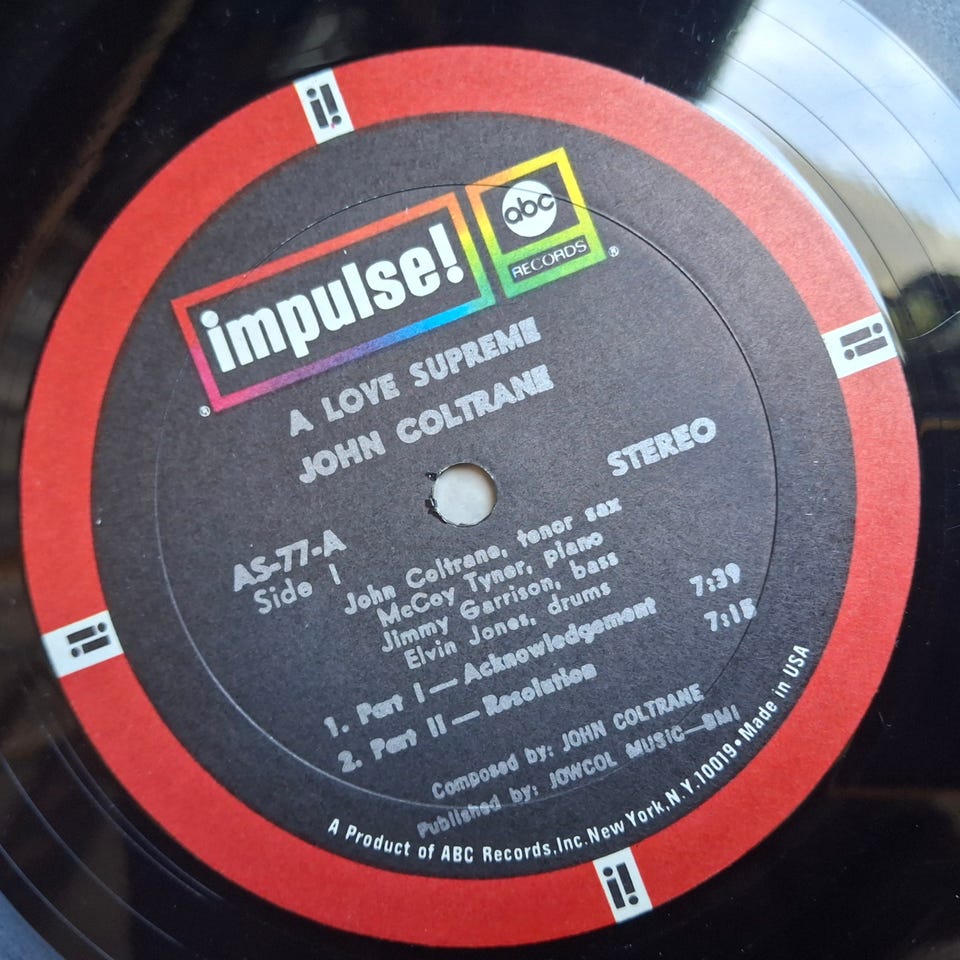 i!
impulse!® abc RECORDS®
A LOVE SUPREME
JOHN COLTRANE
STEREO
AS-77-A
Side 1
John Coltrane, tenor sax
McCoy Tyner, piano
Jimmy Garrison, bass
Elvin Jones, drums
1. Part I — Acknowledgement 7:39
2. Part II — Resolution 7:15
Composed by: JOHN COLTRANE
Published by: JOWCOL MUSIC—BMI
A Product of ABC Records, Inc. New York, N.Y. 10019 • Made in USA
i!
i!
i!